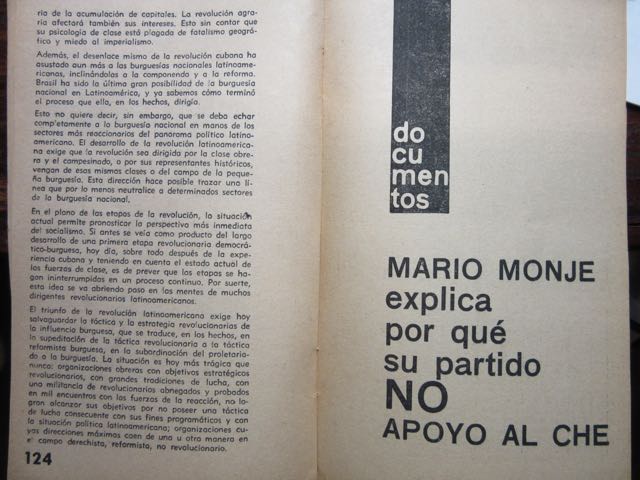 ria de la acumulación de capitales. La revolución agra-
ria afectará también sus intereses. Esto sin contar que
su psicología de clase está plagada de fatalismo geográ-
fico y miedo al imperialismo.
Además, el desenlace mismo de la revolución cubana ha
asustado aun más a las burguesías nacionales latinoame-
ricanas, inclinándolas a la componenda y a la reforma.
Brasil ha sido la última gran posibilidad de la burguesía
nacional en Latinoamérica, y ya sabemos cómo terminó
el proceso que ella, en los hechos, dirigía.
Esto no quiere decir, sin embargo, que se deba echar
completamente a la burguesía nacional en manos de los
sectores más reaccionarios del panorama político latino-
americano. El desarrollo de la revolución latinoamerica-
na exige que la revolución sea dirigida por la clase obre-
ra y el campesinado, o por sus representantes históricos,
vengan de esas mismas clases o del campo de la peque-
ña burguesía. Esta dirección hace posible trazar una lí-
nea que por lo menos neutralice a determinados sectores
de la burguesía nacional.
En el plano de las etapas de la revolución, la situación
actual permite pronosticar la perspectiva más inmediata
del socialismo. Si antes se veía como producto del largo
desarrollo de una primera etapa revolucionaria democrá-
tico-burguesa, hoy día, sobre todo después de la expe-
riencia cubana y teniendo en cuenta el estado actual de
las fuerzas de clase, es de prever que las etapas se ha-
gan ininterrumpidas en un proceso continuo. Por suerte,
esta idea se va abriendo paso en las mentes de muchos
dirigentes revolucionarios latinoamericanos.
El triunfo de la revolución latinoamericana exige hoy
salvaguardar la táctica y la estrategia revolucionarias de
la influencia burguesa, que se traduce, en los hechos, en
la supeditación de la táctica revolucionaria a la táctica
reformista burguesa, en la subordinación del proletaria-
do a la burguesía. La situación es hoy más trágica que
nunca: organizaciones obreras con objetivos estratégicos
revolucionarios, con grandes tradiciones de lucha, con
una militancia de revolucionarios abnegados y probados
en mil encuentros con las fuerzas de la reacción, no lo-
gran alcanzar sus objetivos por no poseer una táctica
de lucha consecuente con sus fines programáticos y con
la situación política latinoamericana; organizaciones cu-
yas direcciones máximas caen de una u otra manera en
el campo derechista, reformista, no revolucionario.
124
do
cu
men
tos
MARIO MONJE
explica
por qué
su partido
NO
APOYO AL CHE